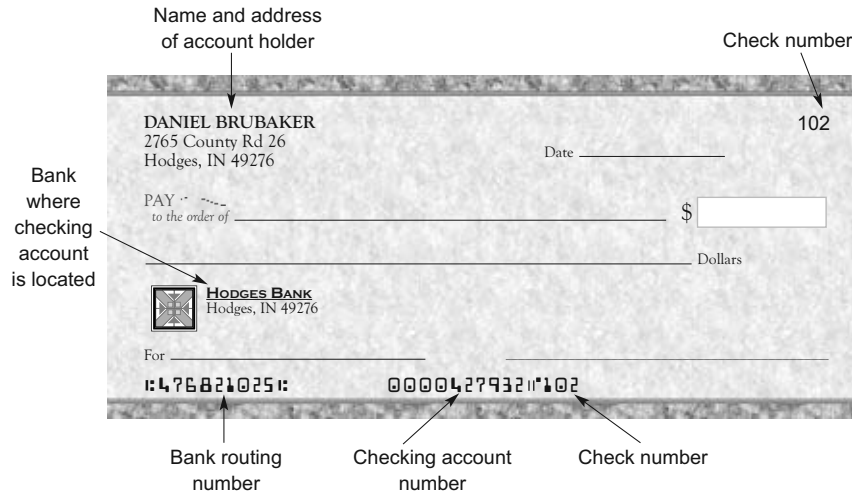 Name and address
of account holder
Check number
DANIEL BRUBAKER
2765 County Rd 26
Hodges, IN 49276
102
Date
Bank
where
checking
account
is located
PAY
to the order of
$
Dollars
HODGES BANK
Hodges, IN 49276
For
⑆476821025⑆ 0000427932⑈102
Bank routing
number
Checking account
number
Check number